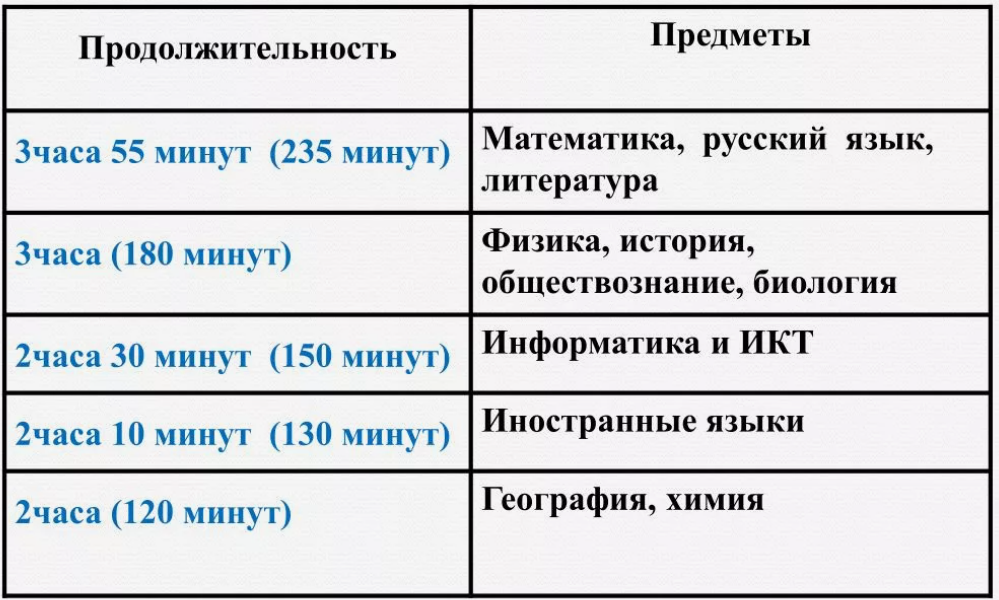 Продолжительность
Предметы
3часа 55 минут (235 минут)
Математика, русский язык,
литература
3часа (180 минут)
Физика, история,
обществознание, биология
2часа 30 минут (150 минут)
Информатика и ИКТ
2часа 10 минут (130 минут)
Иностранные языки
2часа (120 минут)
География, химия